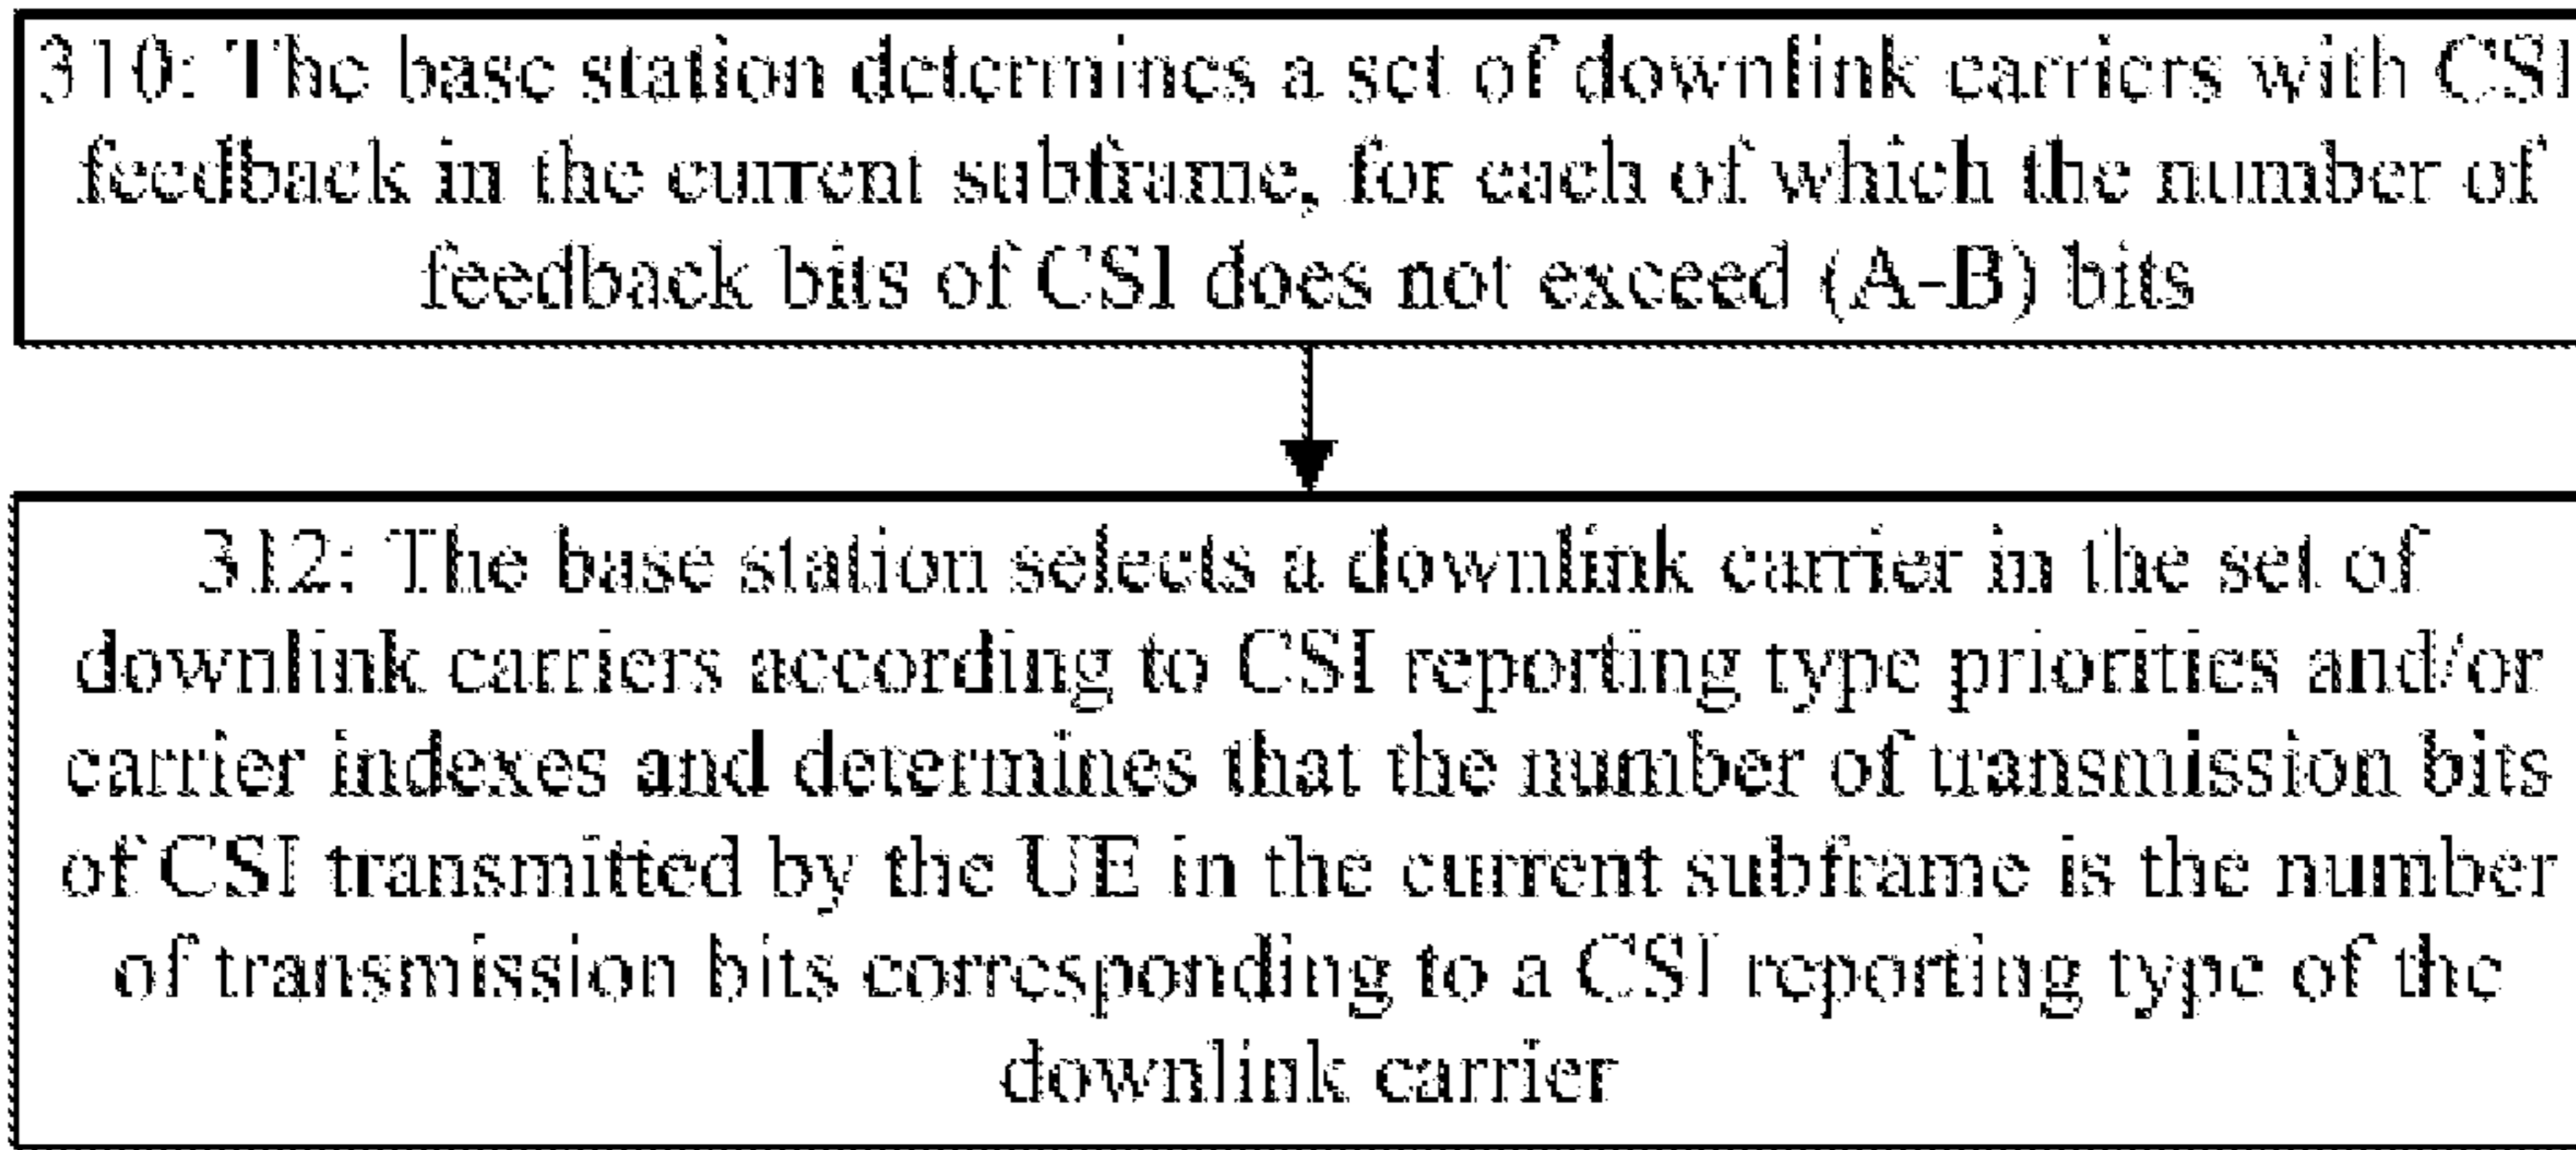 310: The base station determines a set of downlink carriers with CSI
feedback in the current subframe, for each of which the number of
feedback bits of CSI does not exceed (A-B) bits
312: The base station selects a downlink carrier in the set of
downlink carriers according to CSI reporting type priorities and/or
carrier indexes and determines that the number of transmission bits
of CSI transmitted by the UE in the current subframe is the number
of transmission bits corresponding to a CSI reporting type of the
downlink carrier